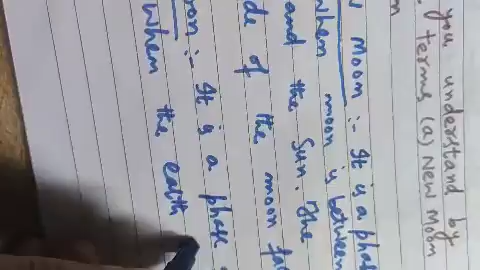 you understand by
terms (a) New Moon
Moon :- It is a phas
when moon is between
and the Sun. The
de of the moon fac
on :- It is a phase
when the earth